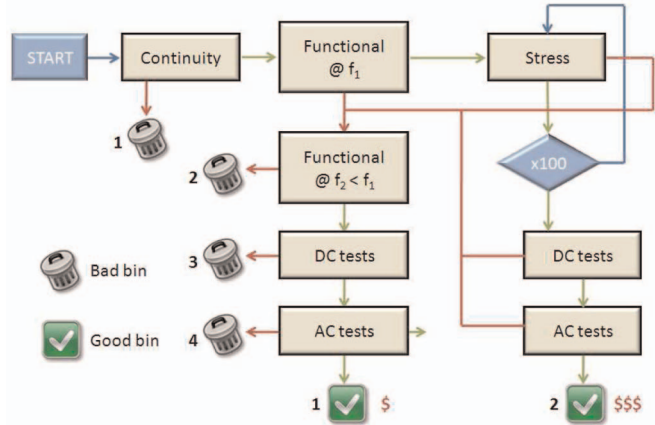 START
Continuity
Functional
@ f₁
Stress
1
Functional
@ f₂ < f₁
2
x100
DC tests
3
DC tests
Bad bin
AC tests
4
AC tests
Good bin
1
$
2
$$$